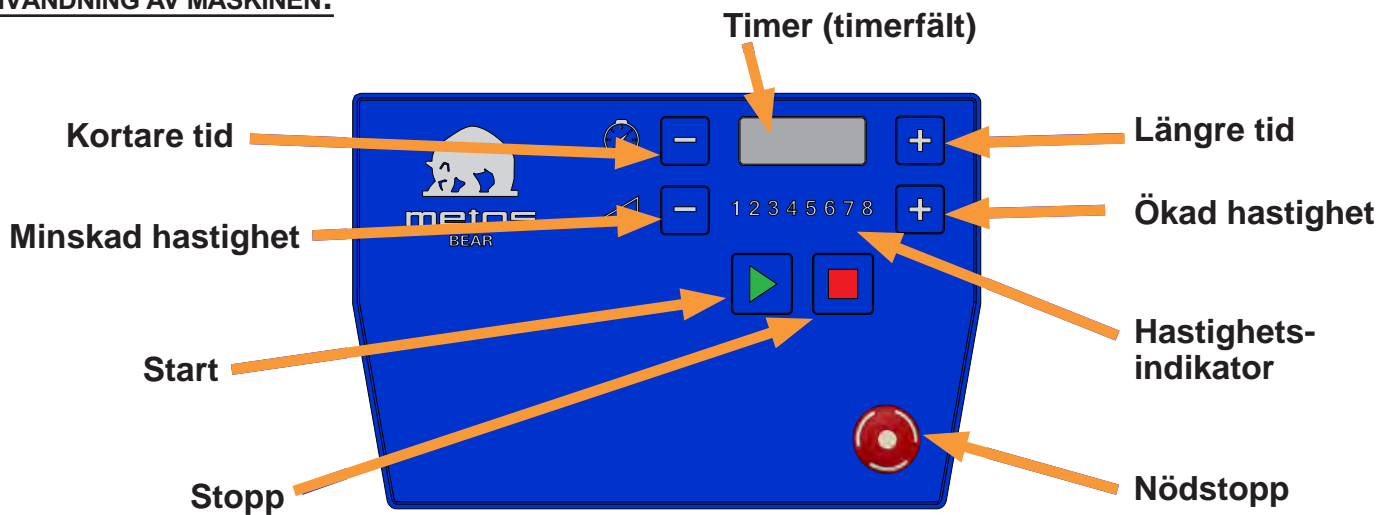 AV MASKINEN:
Timer (timerfält)
Kortare tid
Längre tid
metos
BEAR
1 2 3 4 5 6 7 8
Minskad hastighet
Ökad hastighet
Start
Hastighets-
indikator
Stopp
Nödstopp